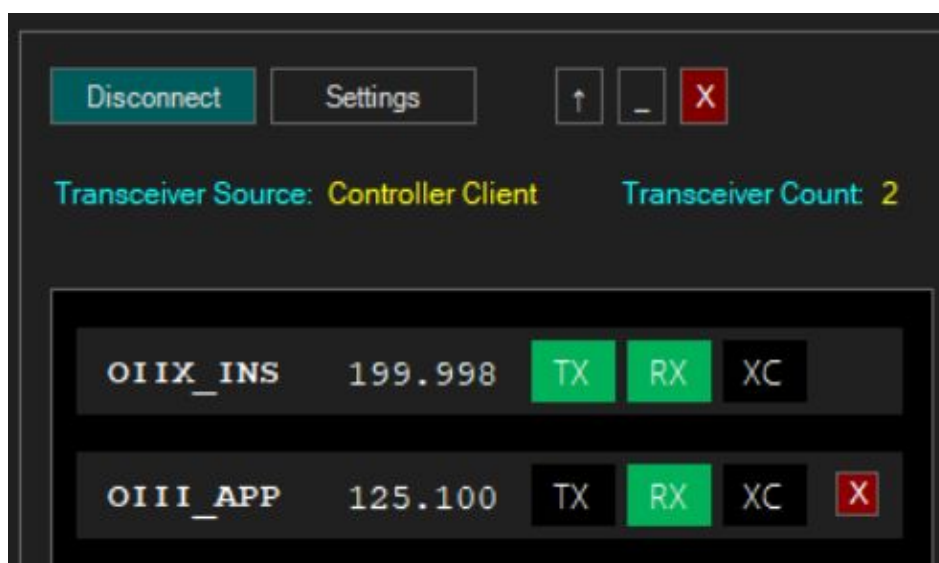 Disconnect Settings ↑ _ X
Transceiver Source: Controller Client Transceiver Count: 2
OIIX_INS 199.998 TX RX XC
OIII_APP 125.100 TX RX XC X